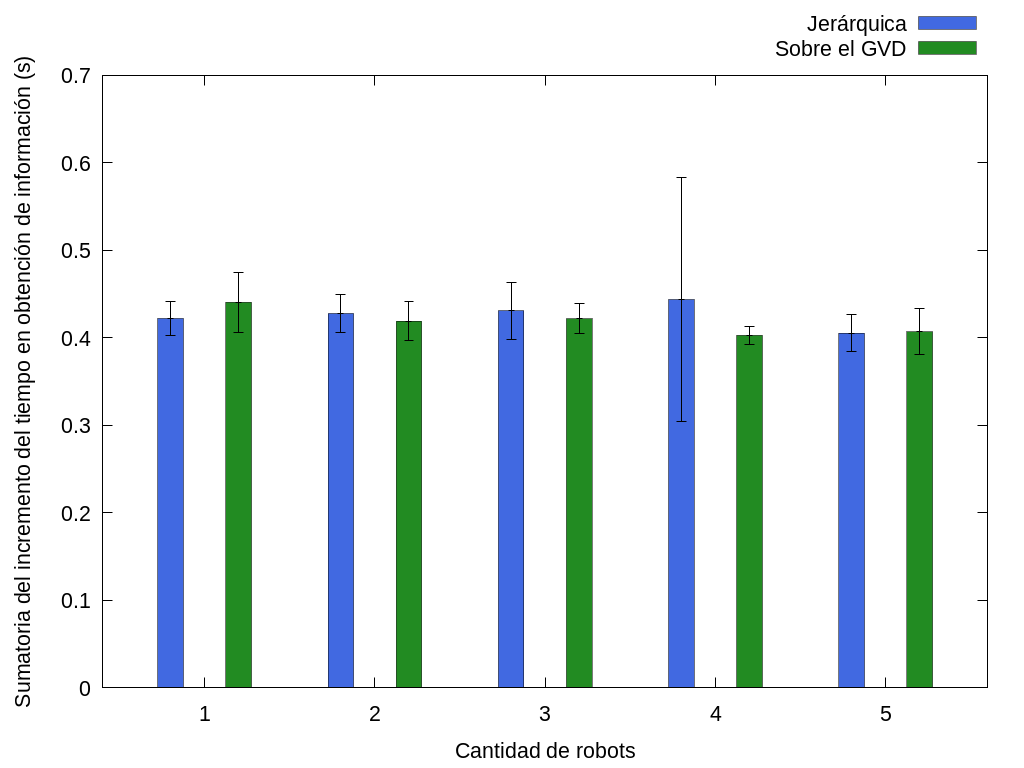 Jerárquica
Sobre el GVD
Sumatoria del incremento del tiempo en obtención de información (s)
0.7
0.6
0.5
0.4
0.3
0.2
0.1
0
1 2 3 4 5
Cantidad de robots